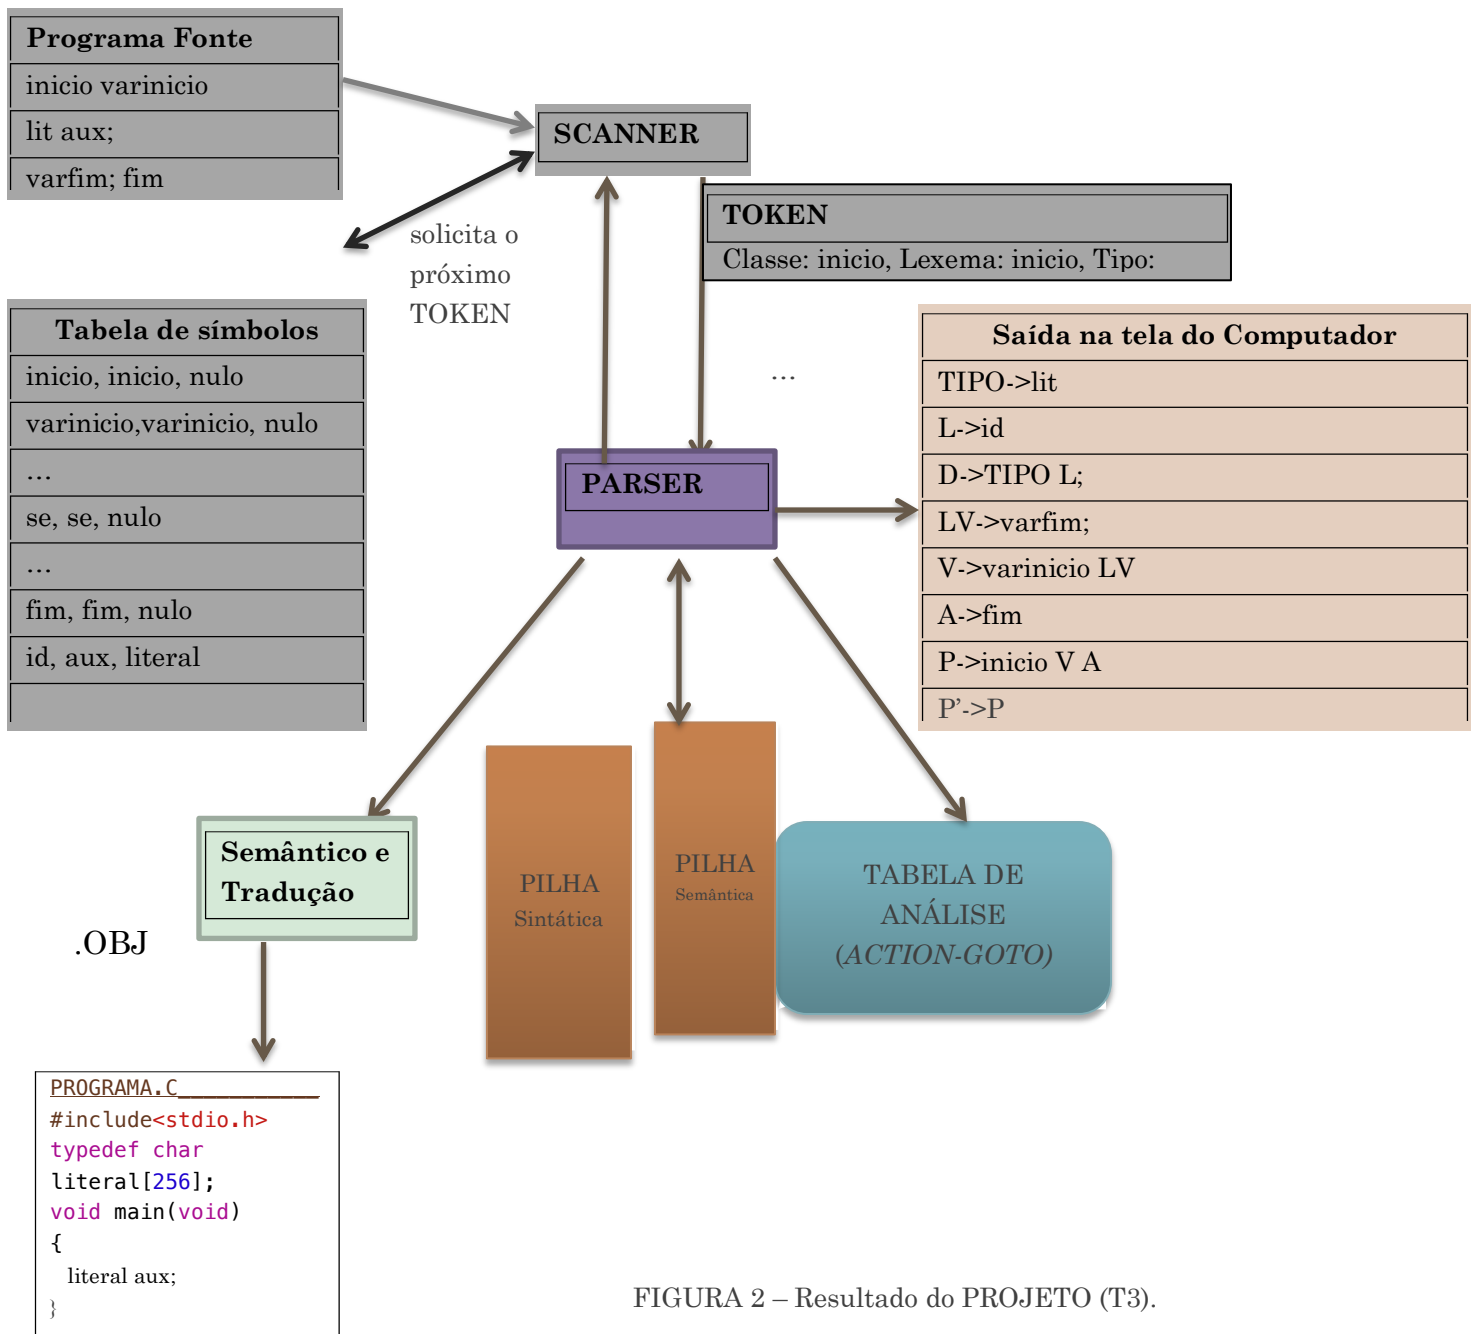 Programa Fonte
inicio varinicio
lit aux;
varfim; fim
SCANNER
solicita o
próximo
TOKEN
TOKEN
Classe: inicio, Lexema: inicio, Tipo:
Tabela de símbolos
inicio, inicio, nulo
varinicio,varinicio, nulo
...
se, se, nulo
...
fim, fim, nulo
id, aux, literal
...
PARSER
Saída na tela do Computador
TIPO->lit
L->id
D->TIPO L;
LV->varfim;
V->varinicio LV
A->fim
P->inicio V A
P'->P
Semântico e
Tradução
.OBJ
PILHA
Sintática
PILHA
Semântica
TABELA DE
ANÁLISE
(ACTION-GOTO)
PROGRAMA.C___________
#include<stdio.h>
typedef char
literal[256];
void main(void)
{
literal aux;
}
FIGURA 2 – Resultado do PROJETO (T3).